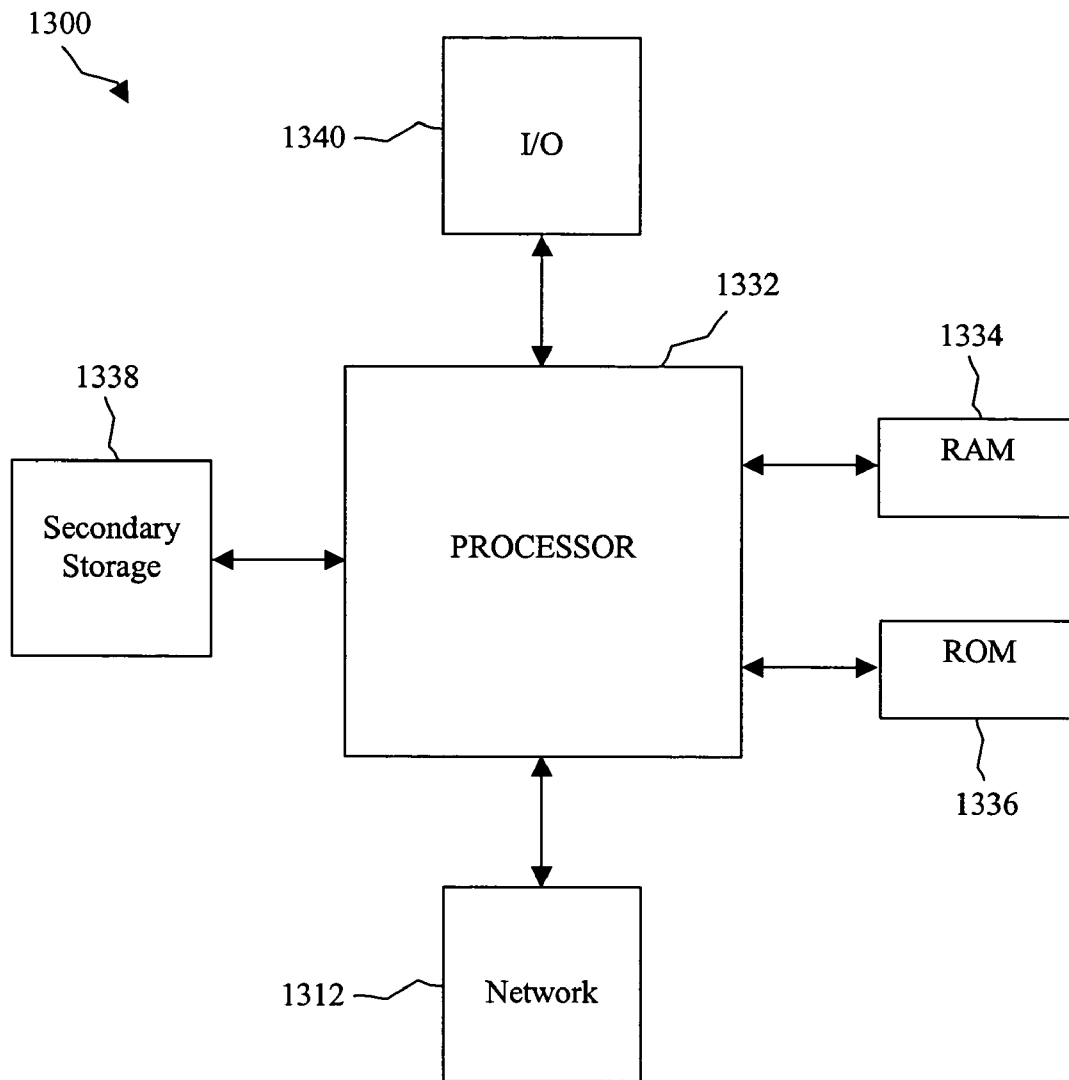 1300
1340
I/O
1332
1334
1338
RAM
Secondary
Storage
PROCESSOR
ROM
1336
1312
Network